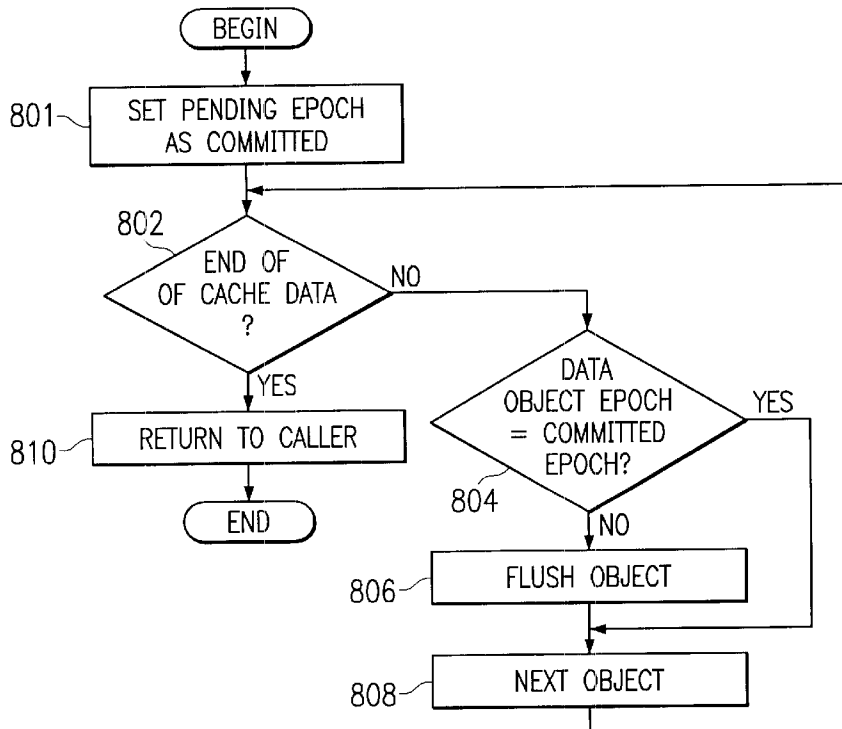 BEGIN
801
SET PENDING EPOCH
AS COMMITTED
802
END OF
OF CACHE DATA
?
NO
YES
DATA
OBJECT EPOCH
= COMMITTED
EPOCH?
YES
804
NO
810
RETURN TO CALLER
END
806
FLUSH OBJECT
808
NEXT OBJECT